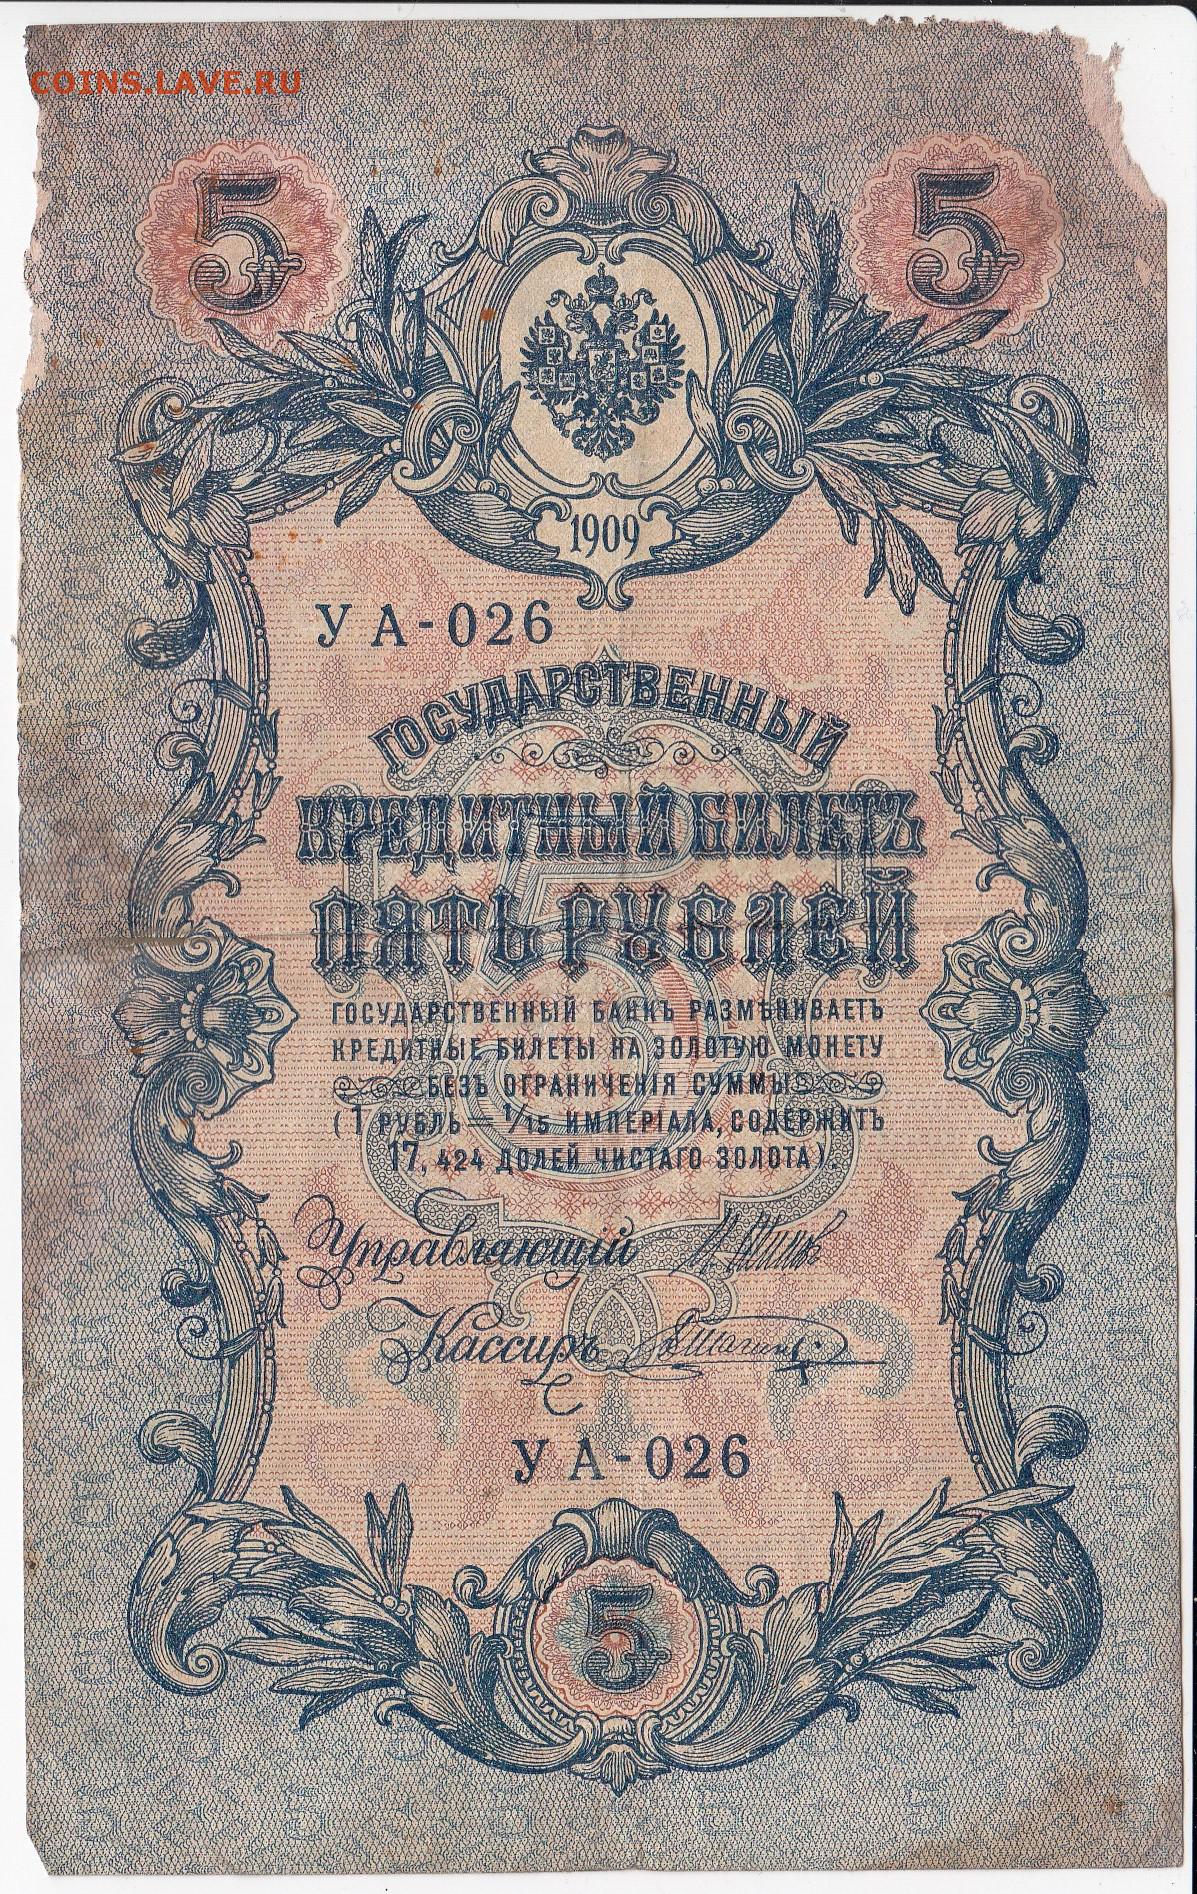 COINS.LAVE.RU
5 5
1909
УА-026
ГОСУДАРСТВЕННЫЙ
КРЕДИТНЫЙ БИЛЕТЪ
ПЯТЬ РУБЛЕЙ
5
ГОСУДАРСТВЕННЫЙ БАНКЪ РАЗМѢНИВАЕТЪ
КРЕДИТНЫЕ БИЛЕТЫ НА ЗОЛОТУЮ МОНЕТУ
БЕЗЪ ОГРАНИЧЕНІЯ СУММЫ
(1 РУБЛЬ = 1/15 ИМПЕРІАЛА, СОДЕРЖИТЪ
17,424 ДОЛЕЙ ЧИСТАГО ЗОЛОТА).
Управляющій
Кассиръ
УА-026
5